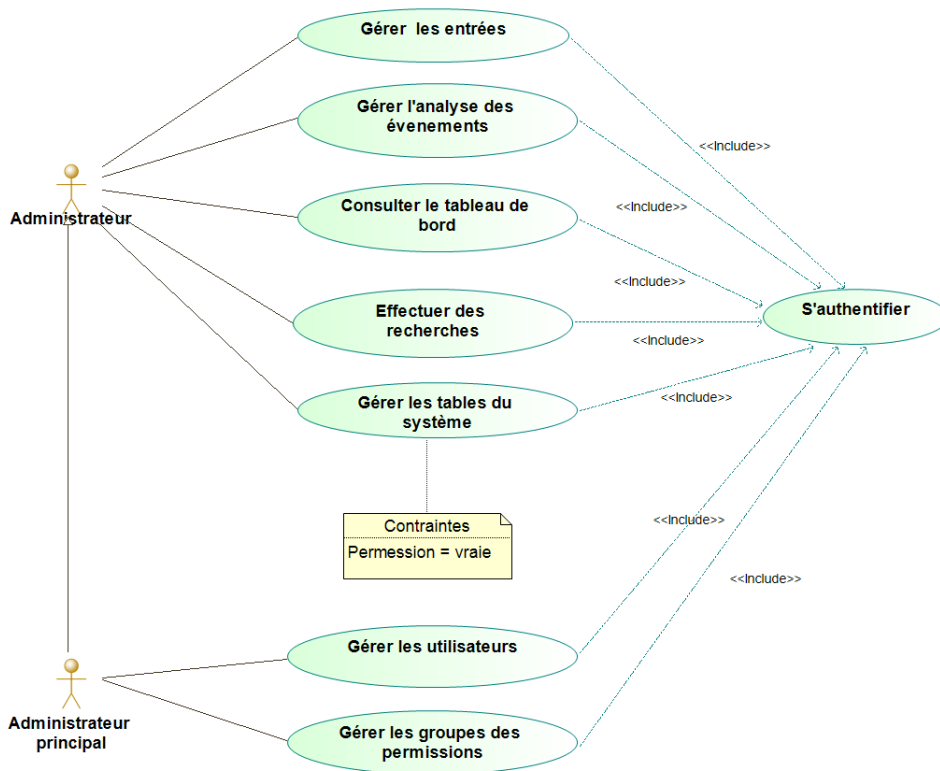 Gérer les entrées
Gérer l'analyse des
évenements
<<Include>>
Consulter le tableau de
bord
<<Include>>
Administrateur
<<Include>>
Effectuer des
recherches
S'authentifier
<<Include>>
Gérer les tables du
système
<<Include>>
Contraintes
Permession = vraie
<<Include>>
<<Include>>
Gérer les utilisateurs
Administrateur
principal
Gérer les groupes des
permissions